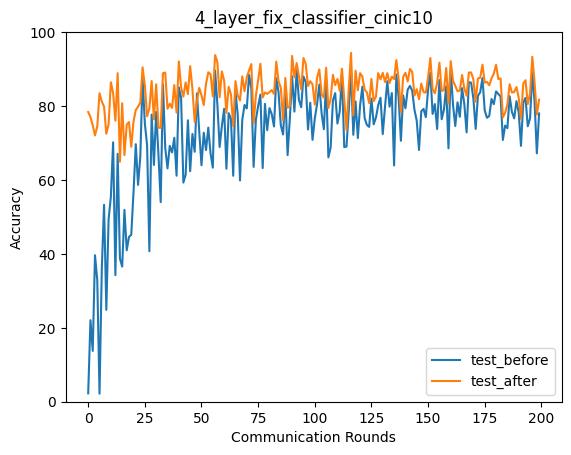 4_layer_fix_classifier_cinic10
Accuracy
100
80
60
40
20
0
0 25 50 75 100 125 150 175 200
Communication Rounds
test_before
test_after